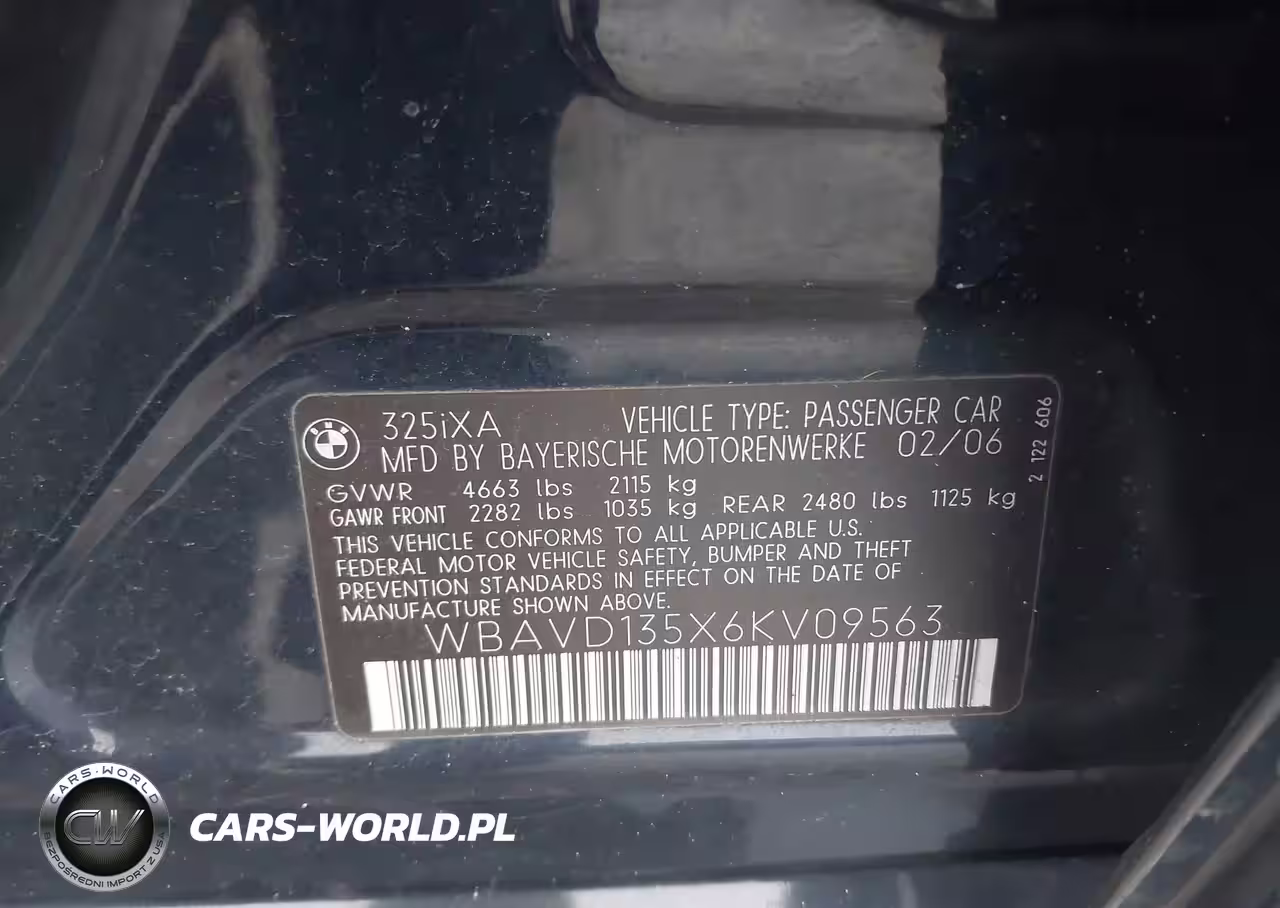 325iXA VEHICLE TYPE: PASSENGER CAR
MFD BY BAYERISCHE MOTORENWERKE 02/06
GVWR 4663 lbs 2115 kg
GAWR FRONT 2282 lbs 1035 kg REAR 2480 lbs 1125 kg
THIS VEHICLE CONFORMS TO ALL APPLICABLE U.S.
FEDERAL MOTOR VEHICLE SAFETY, BUMPER AND THEFT
PREVENTION STANDARDS IN EFFECT ON THE DATE OF
MANUFACTURE SHOWN ABOVE.
WBAVD135X6KV09563
2 122 606
CARS-WORLD
CW
BEZPOŚREDNI IMPORT Z USA
CARS-WORLD.PL